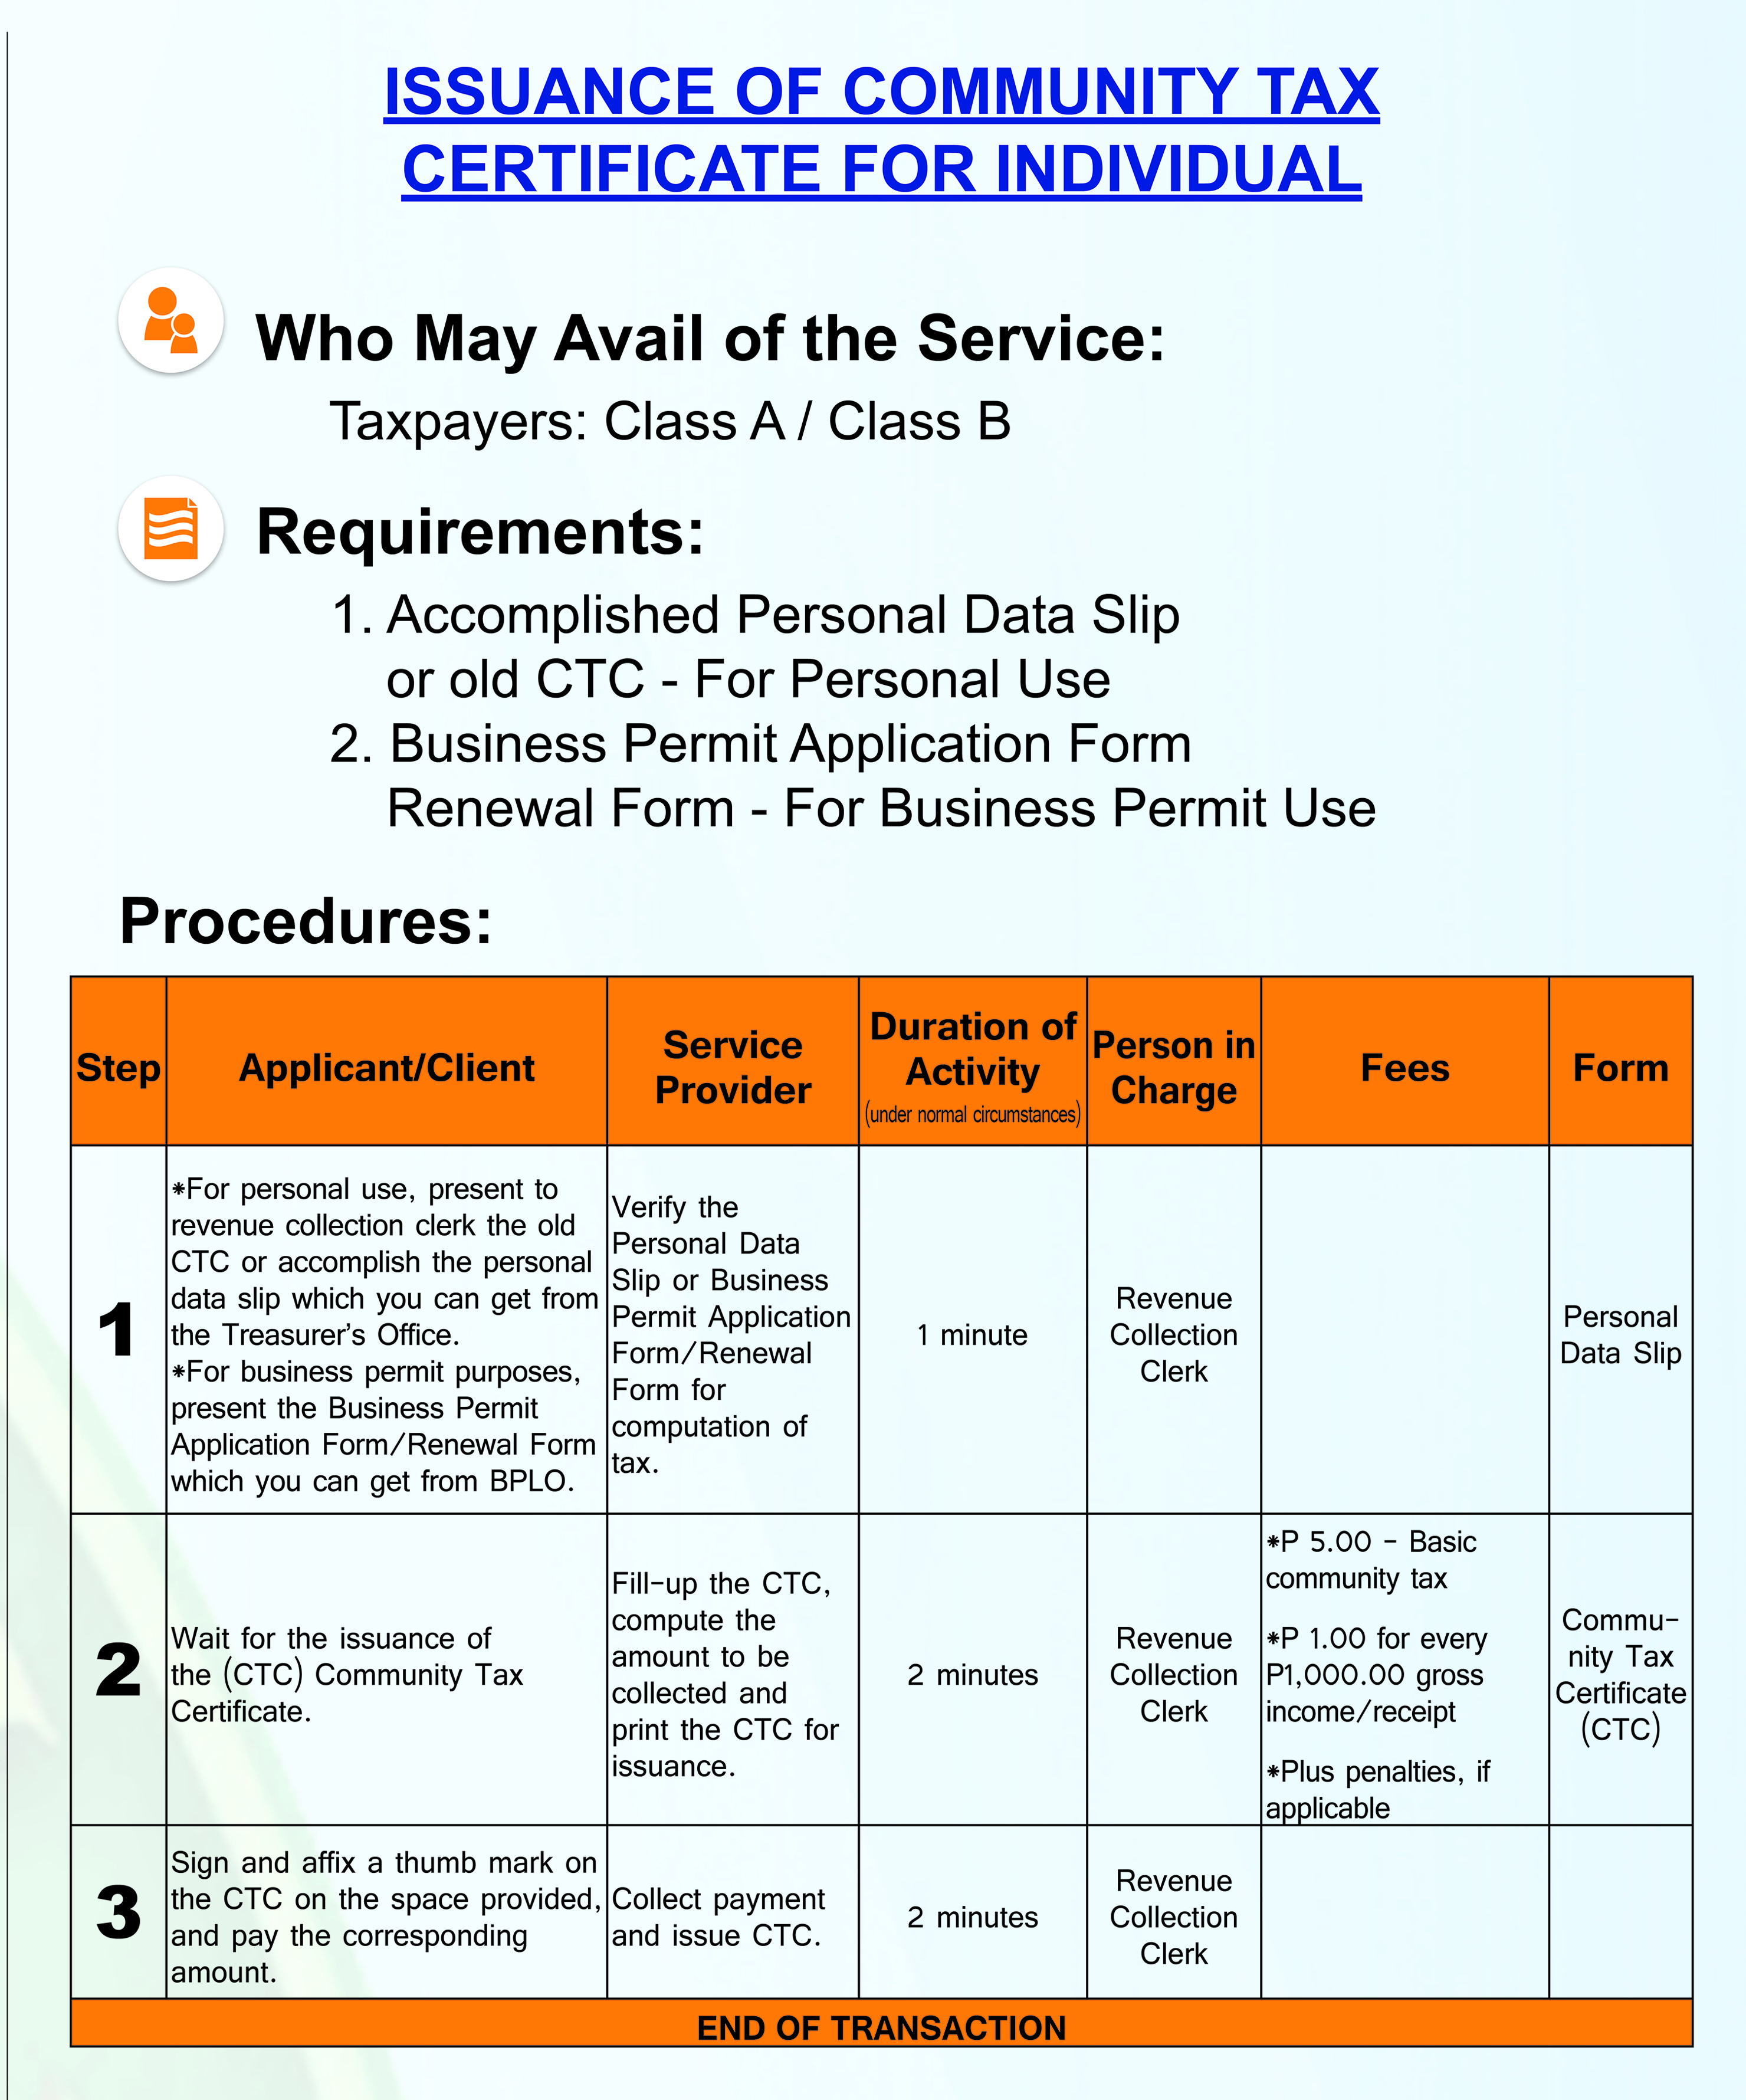 ISSUANCE OF COMMUNITY TAX
CERTIFICATE FOR INDIVIDUAL
Who May Avail of the Service:
Taxpayers: Class A / Class B
Requirements:
1. Accomplished Personal Data Slip
or old CTC - For Personal Use
2. Business Permit Application Form
Renewal Form - For Business Permit Use
Procedures:
Step
Applicant/Client
Service
Provider
Duration of
Activity
(under normal circumstances)
Person in
Charge
Fees
Form
1
*For personal use, present to
revenue collection clerk the old
CTC or accomplish the personal
data slip which you can get from
the Treasurer's Office.
*For business permit purposes,
present the Business Permit
Application Form/Renewal Form
which you can get from BPLO.
Verify the
Personal Data
Slip or Business
Permit Application
Form/Renewal
Form for
computation of
tax.
1 minute
Revenue
Collection
Clerk
Personal
Data Slip
2
Wait for the issuance of
the (CTC) Community Tax
Certificate.
Fill-up the CTC,
compute the
amount to be
collected and
print the CTC for
issuance.
2 minutes
Revenue
Collection
Clerk
*P 5.00 - Basic
community tax
*P 1.00 for every
P1,000.00 gross
income/receipt
*Plus penalties, if
applicable
Commu-
nity Tax
Certificate
(CTC)
3
Sign and affix a thumb mark on
the CTC on the space provided,
and pay the corresponding
amount.
Collect payment
and issue CTC.
2 minutes
Revenue
Collection
Clerk
END OF TRANSACTION